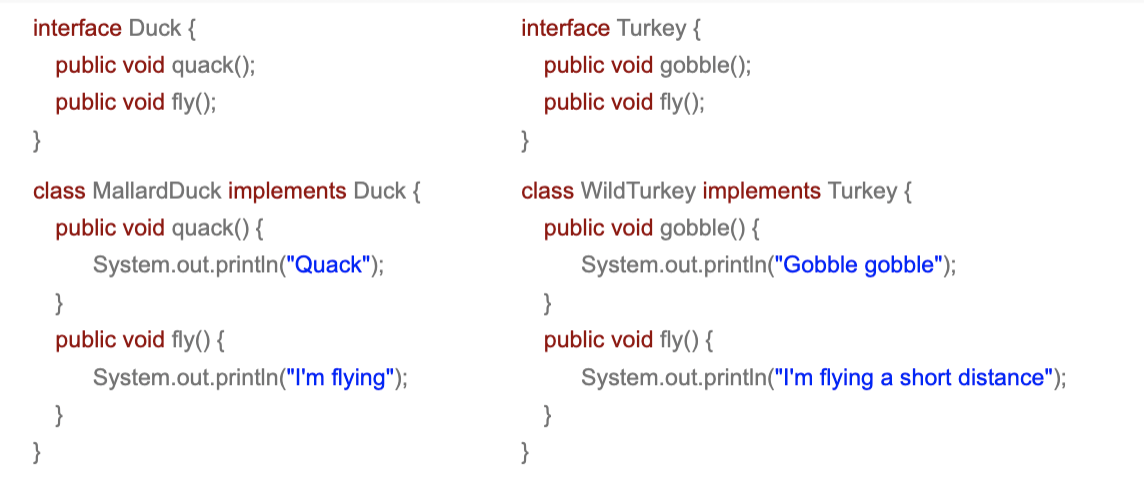 interface Duck {
public void quack();
public void fly();
}
class MallardDuck implements Duck {
public void quack() {
System.out.println("Quack");
}
public void fly() {
System.out.println("I'm flying");
}
}
interface Turkey {
public void gobble();
public void fly();
}
class WildTurkey implements Turkey {
public void gobble() {
System.out.println("Gobble gobble");
}
public void fly() {
System.out.println("I'm flying a short distance");
}
}